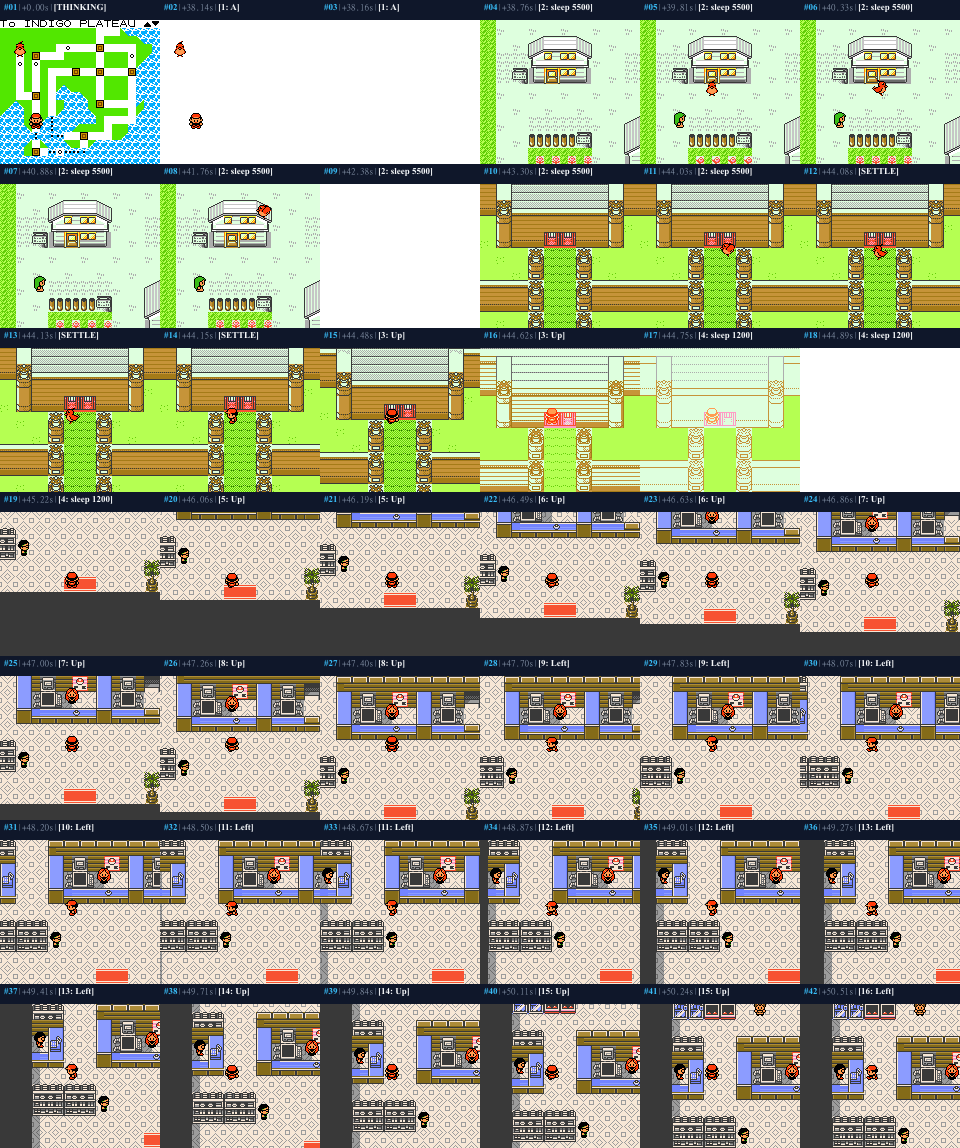 #01|+0.00s|[THINKING] #02|+38.14s|[1: A] #03|+38.16s|[1: A] #04|+38.76s|[2: sleep 5500] #05|+39.81s|[2: sleep 5500] #06|+40.33s|[2: sleep 5500]
To INDIGO PLATEAU
#07|+40.88s|[2: sleep 5500] #08|+41.76s|[2: sleep 5500] #09|+42.38s|[2: sleep 5500] #10|+43.30s|[2: sleep 5500] #11|+44.03s|[2: sleep 5500] #12|+44.08s|[SETTLE]
#13|+44.13s|[SETTLE] #14|+44.15s|[SETTLE] #15|+44.48s|[3: Up] #16|+44.62s|[3: Up] #17|+44.75s|[4: sleep 1200] #18|+44.89s|[4: sleep 1200]
#19|+45.22s|[4: sleep 1200] #20|+46.06s|[5: Up] #21|+46.19s|[5: Up] #22|+46.49s|[6: Up] #23|+46.63s|[6: Up] #24|+46.86s|[7: Up]
#25|+47.00s|[7: Up] #26|+47.26s|[8: Up] #27|+47.40s|[8: Up] #28|+47.70s|[9: Left] #29|+47.83s|[9: Left] #30|+48.07s|[10: Left]
#31|+48.20s|[10: Left] #32|+48.50s|[11: Left] #33|+48.67s|[11: Left] #34|+48.87s|[12: Left] #35|+49.01s|[12: Left] #36|+49.27s|[13: Left]
#37|+49.41s|[13: Left] #38|+49.71s|[14: Up] #39|+49.84s|[14: Up] #40|+50.11s|[15: Up] #41|+50.24s|[15: Up] #42|+50.51s|[16: Left]